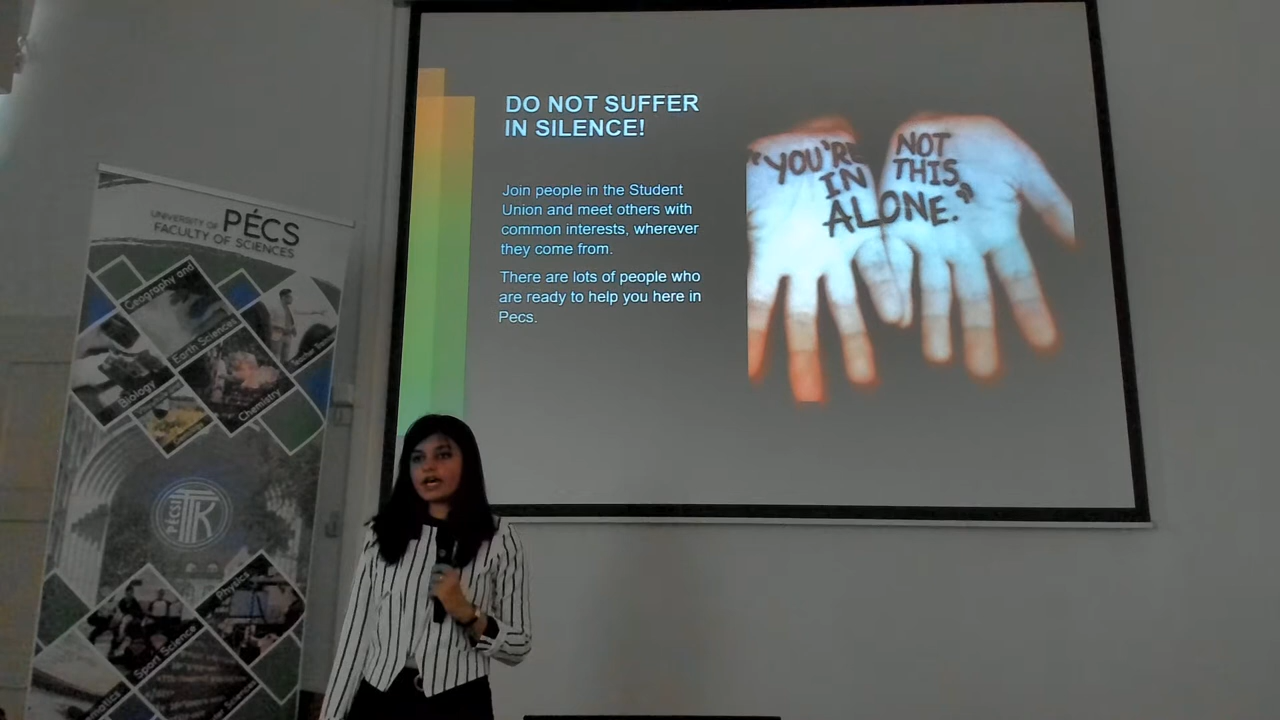 UNIVERSITY OF PÉCS
FACULTY OF SCIENCES
Geography and
Earth Sciences
Biology
Chemistry
PÉCSI
TTK
Physics
Sport Science
DO NOT SUFFER
IN SILENCE!
Join people in the Student
Union and meet others with
common interests, wherever
they come from.
There are lots of people who
are ready to help you here in
Pecs.
"YOU'RE NOT
IN THIS
ALONE."